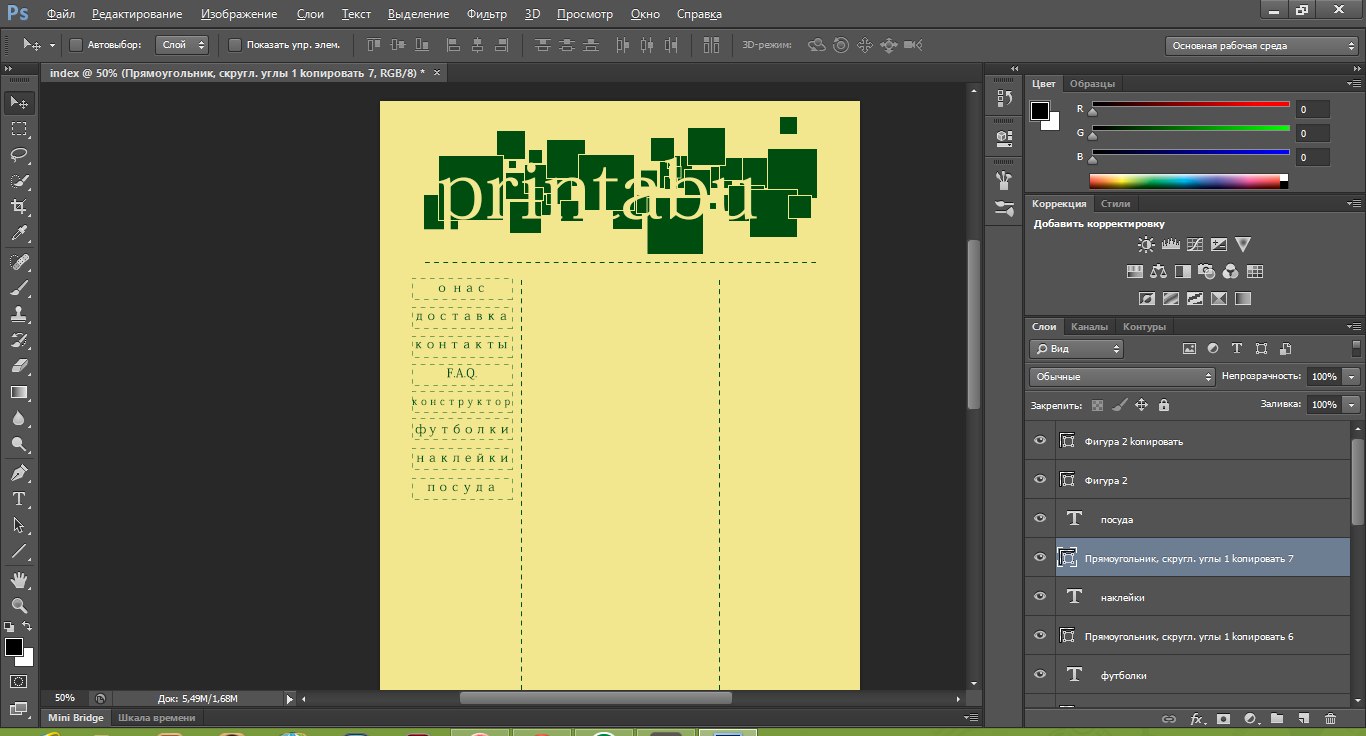 Ps Файл Редактирование Изображение Слои Текст Выделение Фильтр 3D Просмотр Окно Справка
Автовыбор: Слой Показать упр. элем. 3D-режим: Основная рабочая среда
index @ 50% (Прямоугольник, скругл. углы 1 копировать 7, RGB/8) * ×
printabu
о нас
доставка
контакты
F.A.Q.
конструктор
футболки
наклейки
посуда
50% Док: 5,49M/1,68M
Mini Bridge Шкала времени
Цвет Образцы
R 0
G 0
B 0
Коррекция Стили
Добавить корректировку
Слои Каналы Контуры
Вид
Обычные Непрозрачность: 100%
Закрепить: Заливка: 100%
Фигура 2 копировать
Фигура 2
посуда
Прямоугольник, скругл. углы 1 копировать 7
наклейки
Прямоугольник, скругл. углы 1 копировать 6
футболки
fx